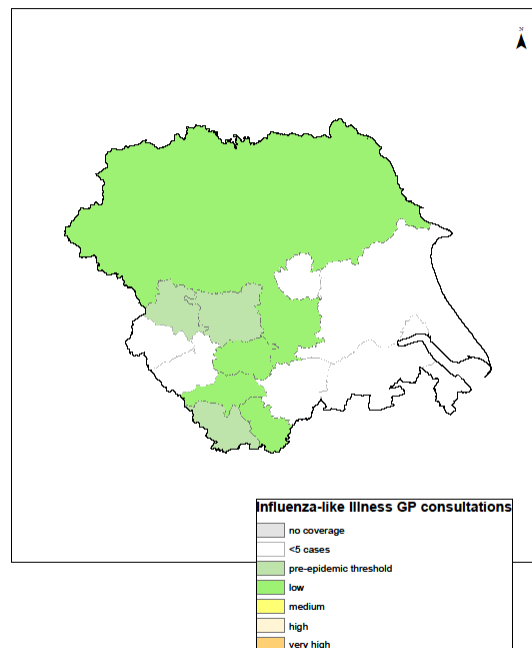 N
Influenza-like Illness GP consultations
no coverage
<5 cases
pre-epidemic threshold
low
medium
high
very high